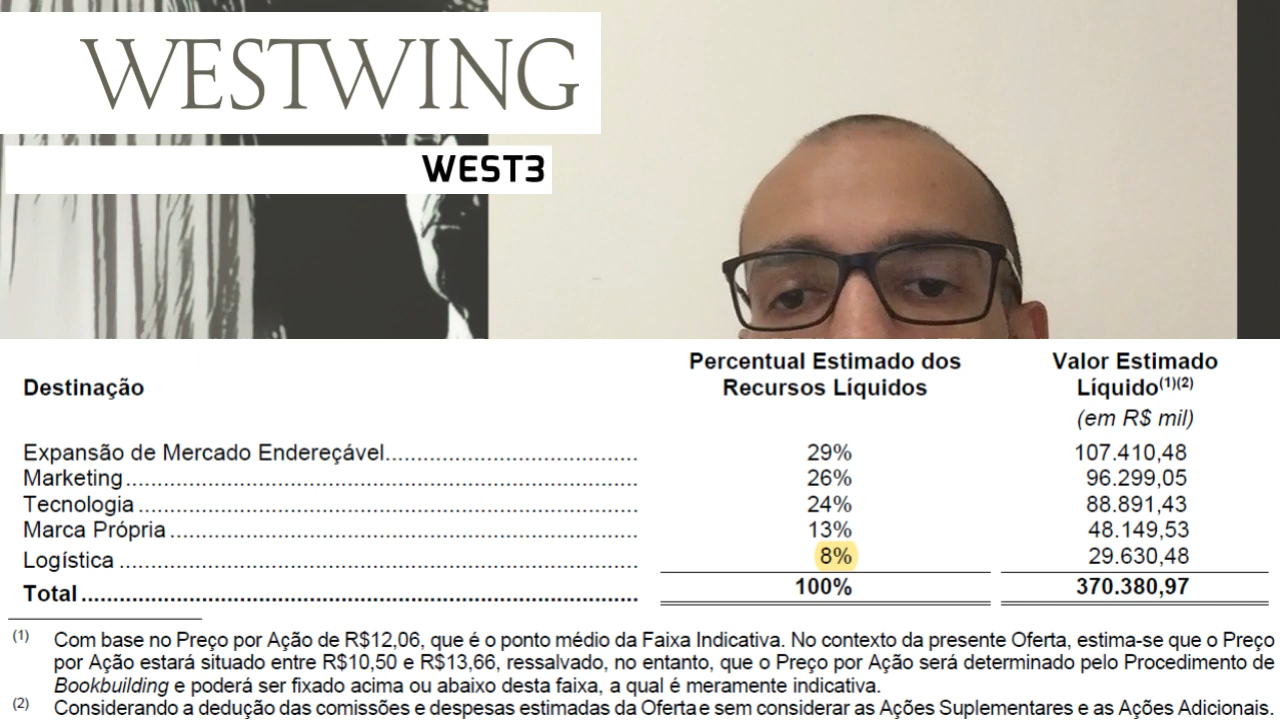 WESTWING
WEST3
Destinação
Percentual Estimado dos
Recursos Líquidos
Valor Estimado
Líquido(1)(2)
(em R$ mil)
Expansão de Mercado Endereçável 29% 107.410,48
Marketing 26% 96.299,05
Tecnologia 24% 88.891,43
Marca Própria 13% 48.149,53
Logística 8% 29.630,48
Total 100% 370.380,97
(1) Com base no Preço por Ação de R$12,06, que é o ponto médio da Faixa Indicativa. No contexto da presente Oferta, estima-se que o Preço
por Ação estará situado entre R$10,50 e R$13,66, ressalvado, no entanto, que o Preço por Ação será determinado pelo Procedimento de
Bookbuilding e poderá ser fixado acima ou abaixo desta faixa, a qual é meramente indicativa.
(2) Considerando a dedução das comissões e despesas estimadas da Oferta e sem considerar as Ações Suplementares e as Ações Adicionais.